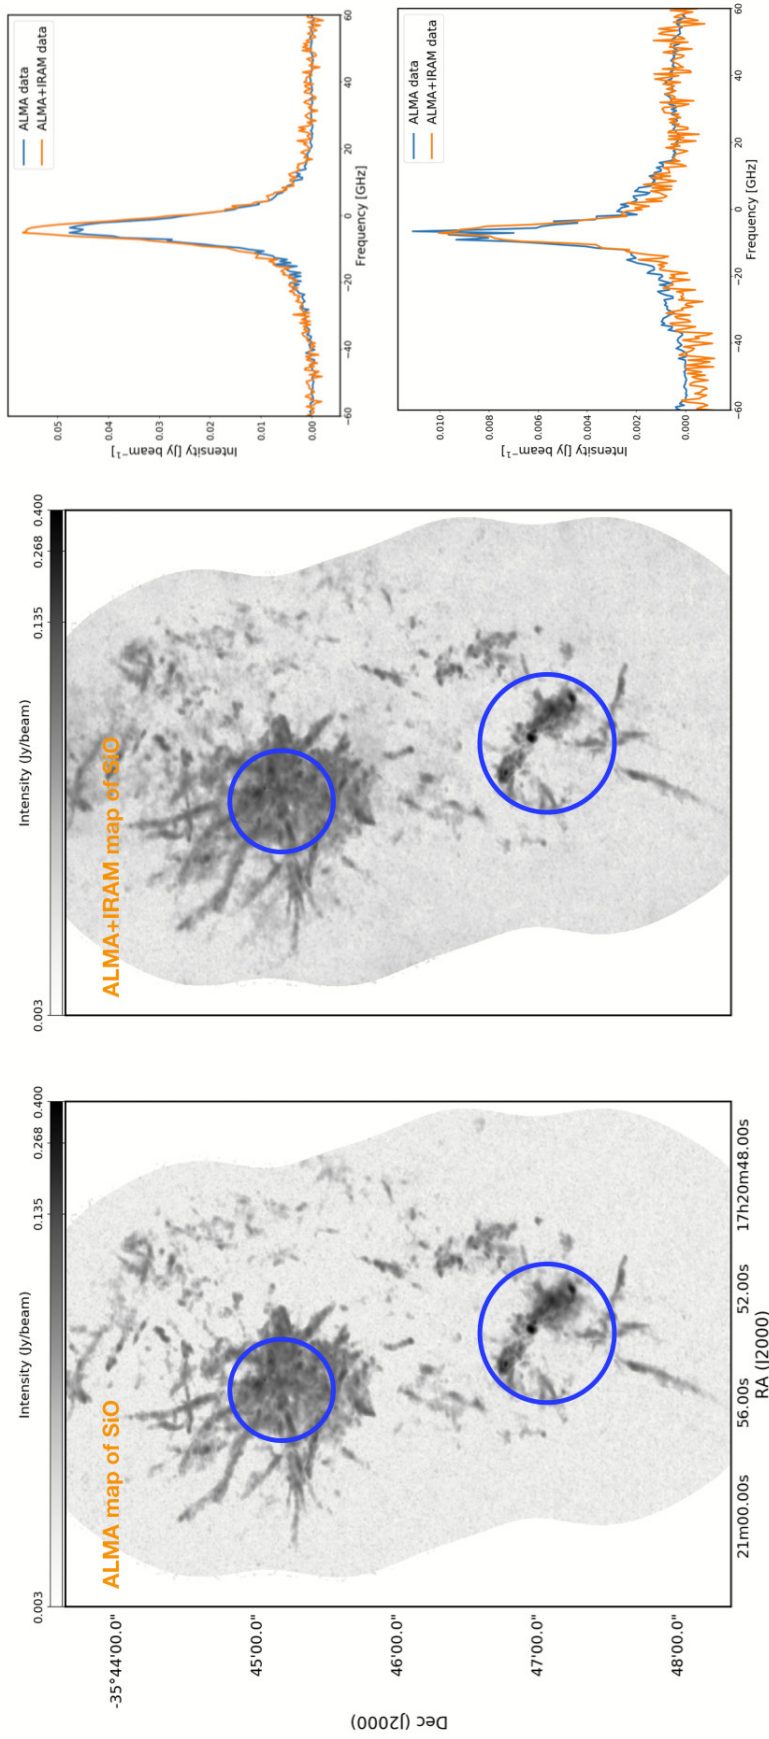 Intensity (Jy/beam)
0.003
0.135
0.268
0.400
ALMA map of SiO
-35°44'00.0"
45'00.0"
46'00.0"
47'00.0"
48'00.0"
Dec (J2000)
21m00.00s
56.00s
52.00s
17h20m48.00s
RA (J2000)
Intensity (Jy/beam)
0.003
0.135
0.268
0.400
ALMA+IRAM map of SiO
ALMA data
ALMA+IRAM data
0.05
0.04
0.03
0.02
0.01
0.00
Intensity [Jy beam⁻¹]
−60
−40
−20
0
20
40
60
Frequency [GHz]
ALMA data
ALMA+IRAM data
0.010
0.008
0.006
0.004
0.002
0.000
Intensity [Jy beam⁻¹]
−60
−40
−20
0
20
40
60
Frequency [GHz]